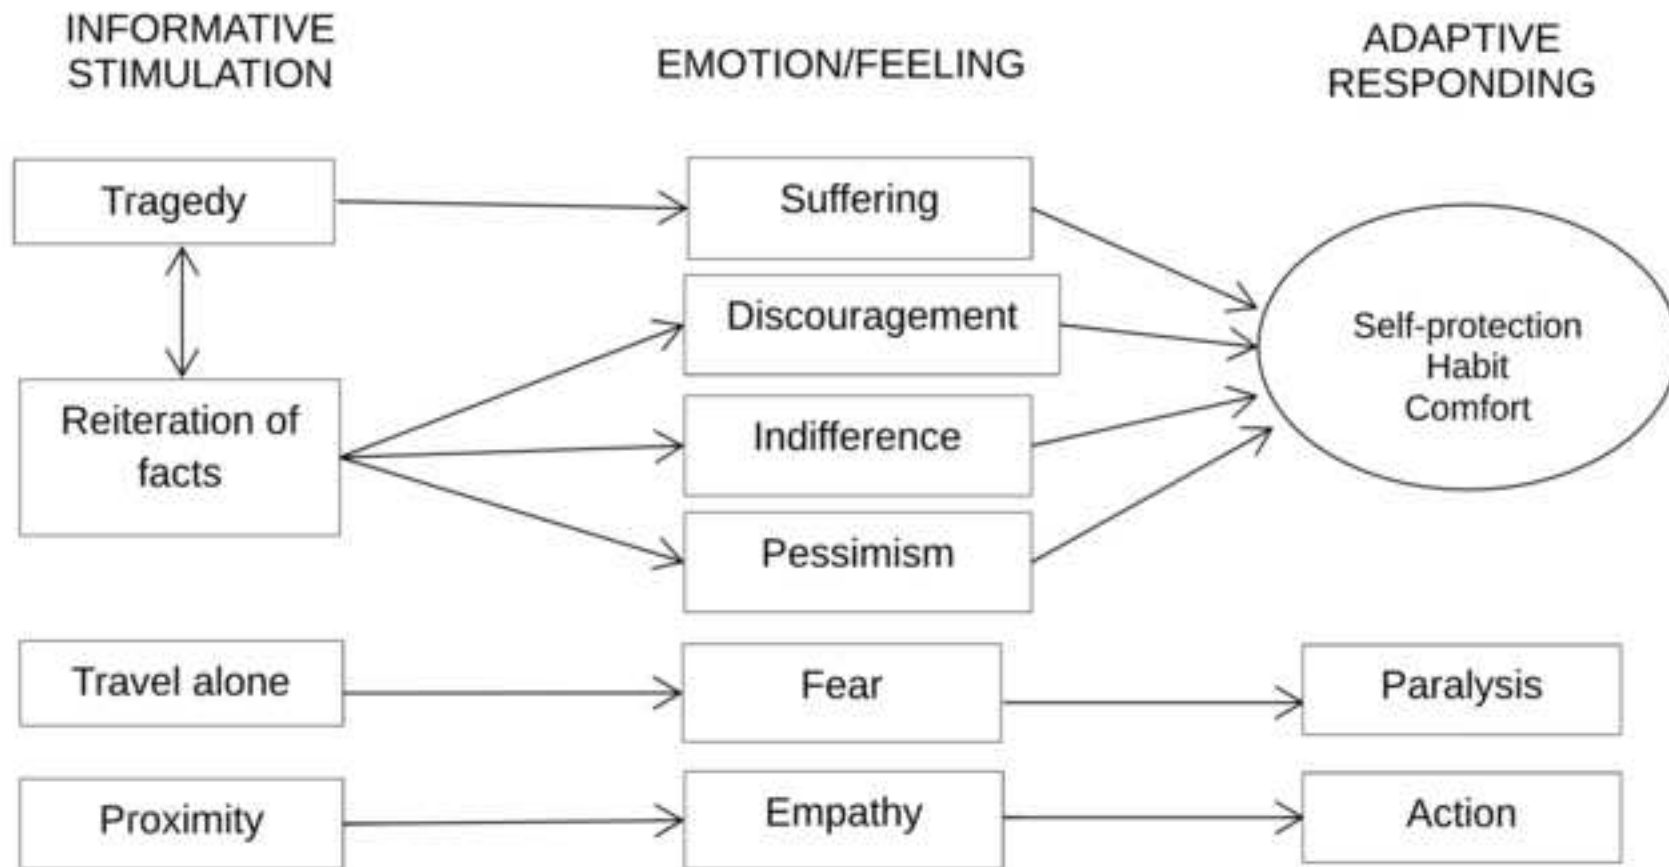 INFORMATIVE
STIMULATION
EMOTION/FEELING
ADAPTIVE
RESPONDING
Tragedy
Suffering
Discouragement
Self-protection
Habit
Comfort
Reiteration of
facts
Indifference
Pessimism
Travel alone
Fear
Paralysis
Proximity
Empathy
Action